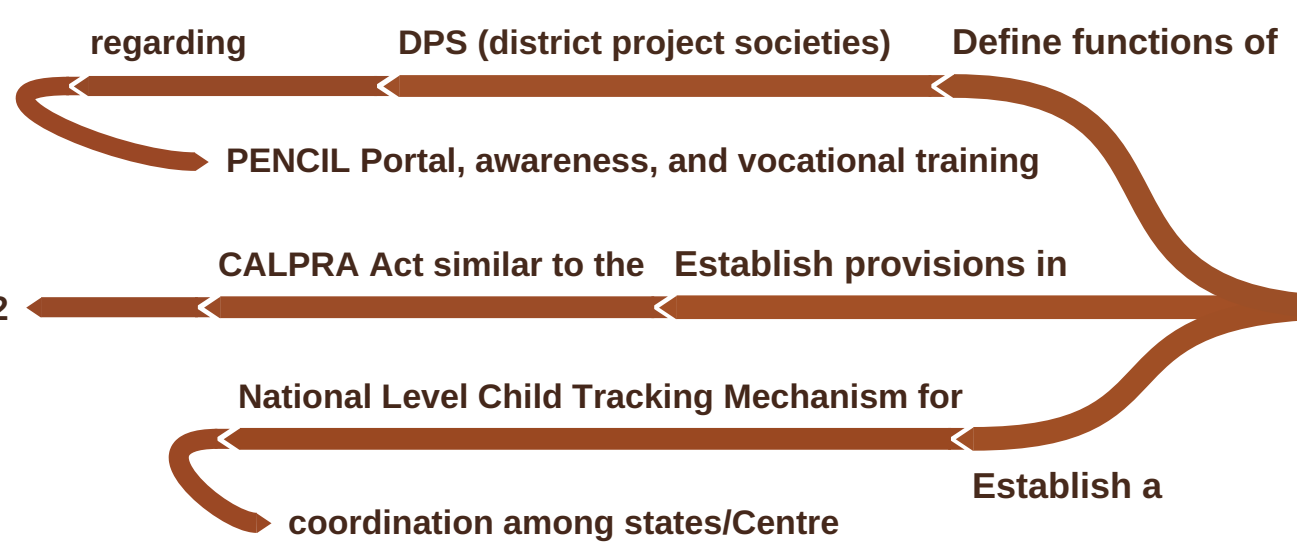 regarding DPS (district project societies) Define functions of
PENCIL Portal, awareness, and vocational training
CALPRA Act similar to the Establish provisions in
2
National Level Child Tracking Mechanism for
Establish a
coordination among states/Centre